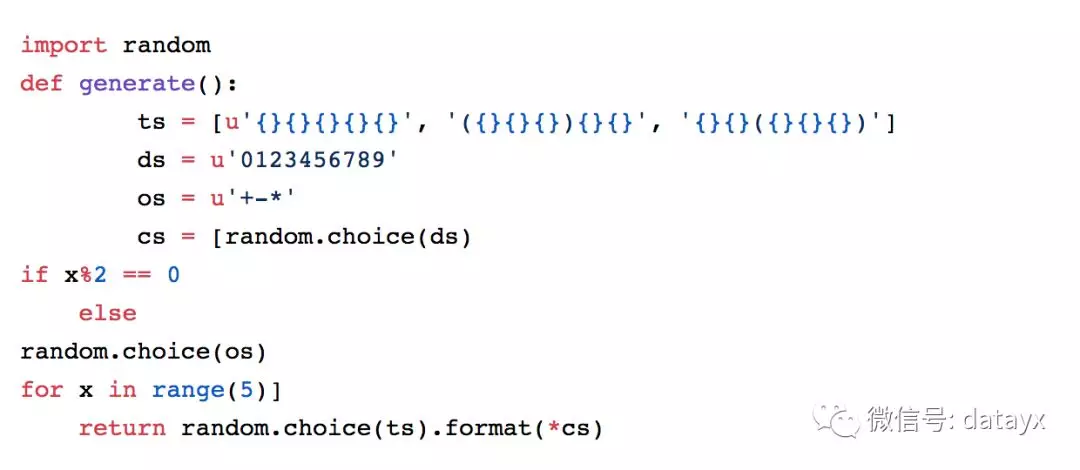 import random
def generate():
        ts = [u'{}{}{}{}{}', '({}{}{}){}{}', '{}{}({}{}{})']
        ds = u'0123456789'
        os = u'+-*'
        cs = [random.choice(ds)
if x%2 == 0
    else
random.choice(os)
for x in range(5)]
    return random.choice(ts).format(*cs)
微信号: datayx